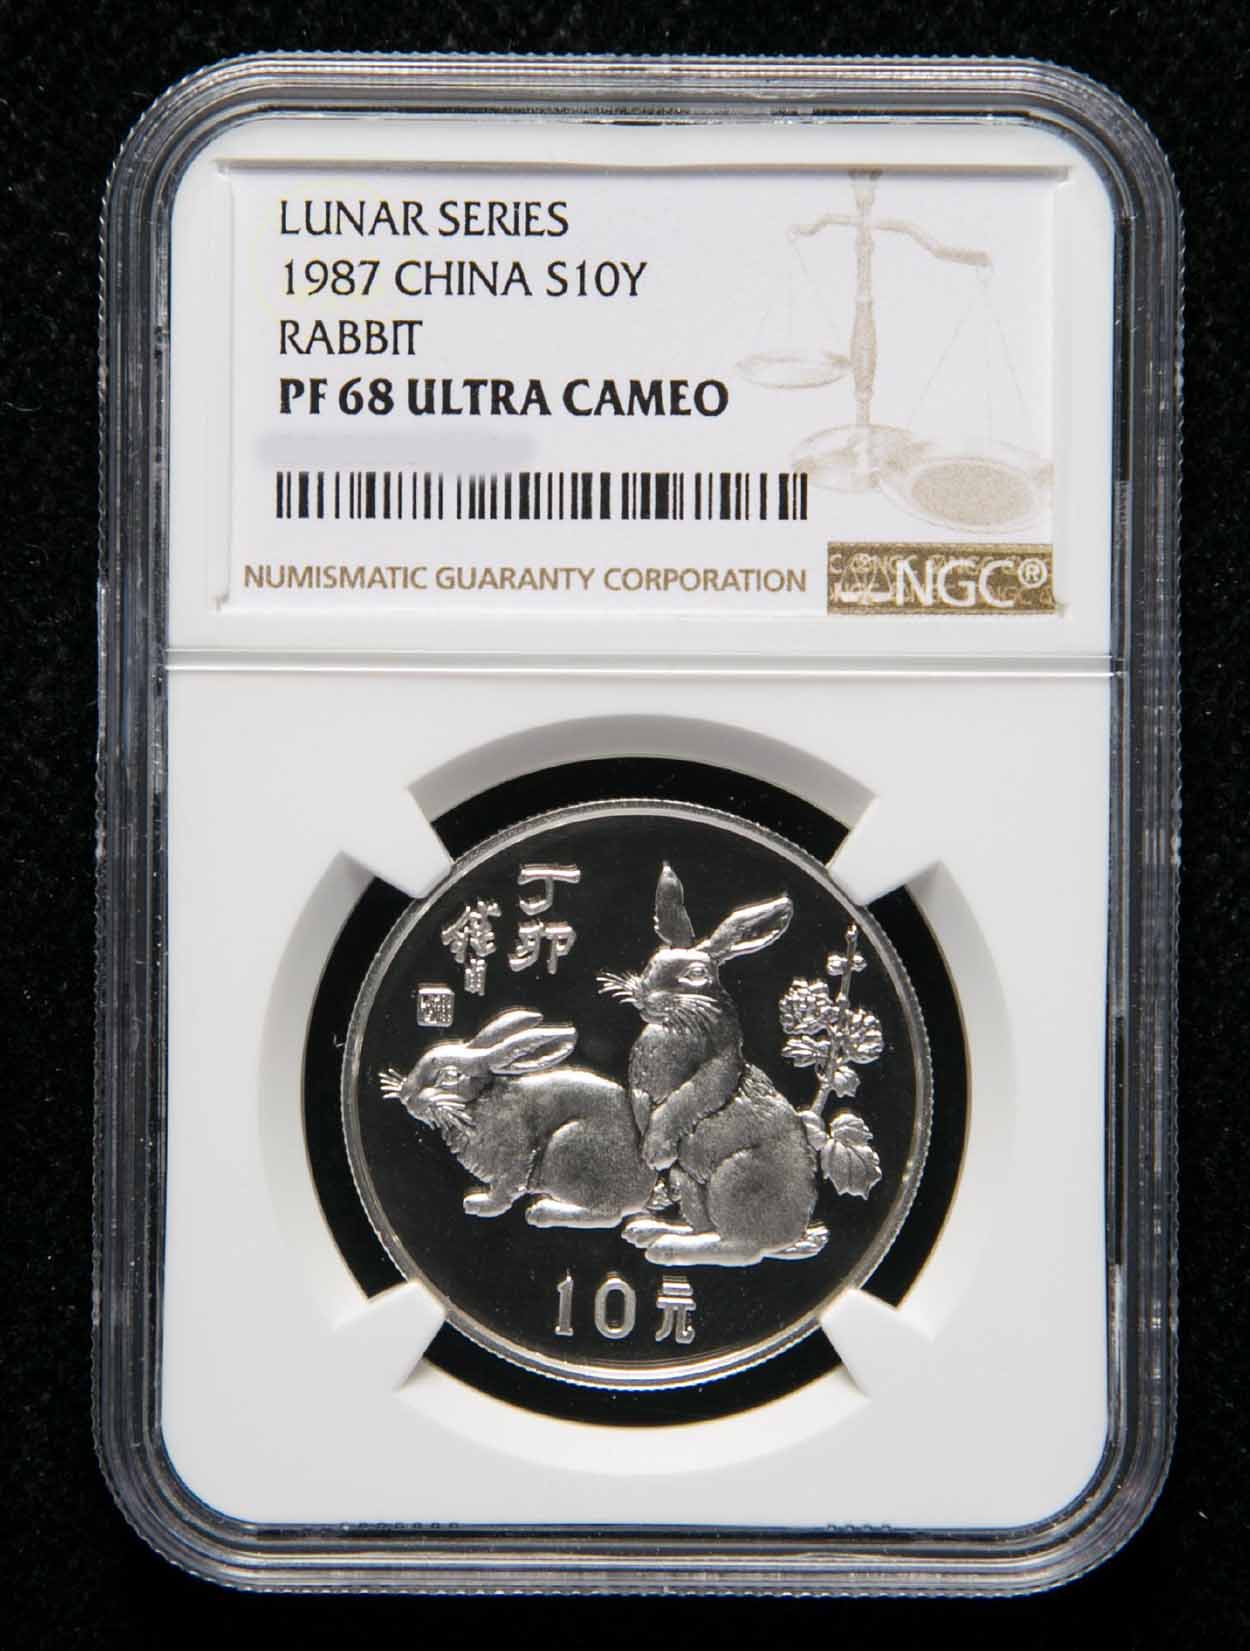 LUNAR SERIES
1987 CHINA S10Y
RABBIT
PF 68 ULTRA CAMEO
NUMISMATIC GUARANTY CORPORATION
NGC®
丁卯
10元